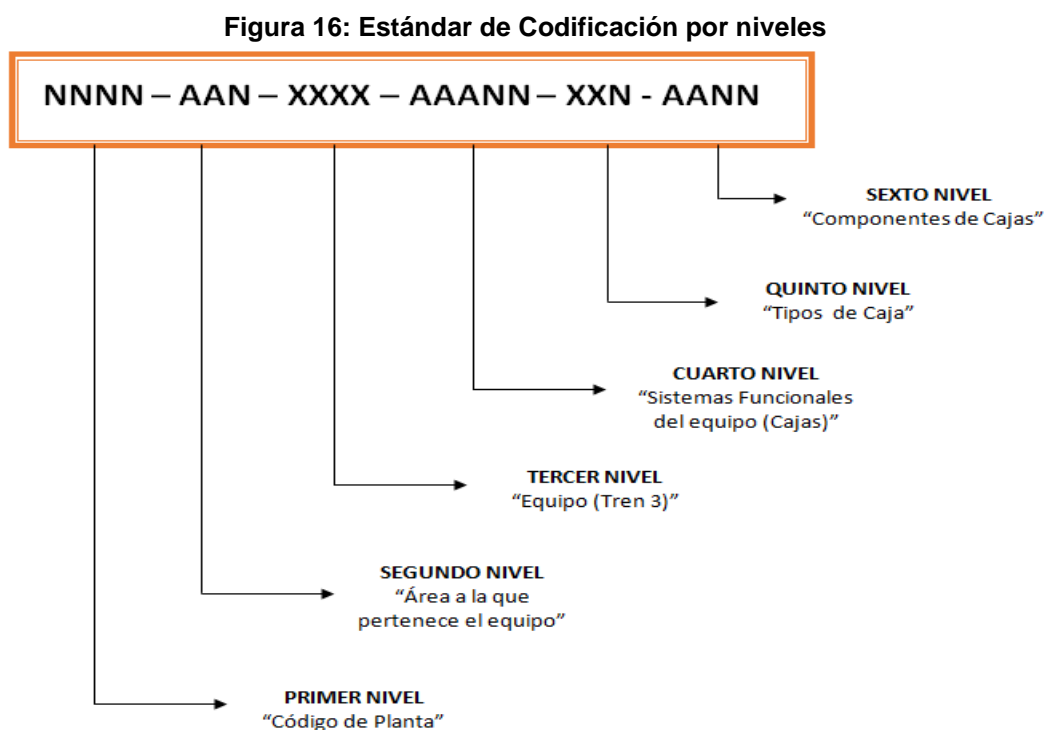 Figura 16: Estándar de Codificación por niveles
NNNN – AAN – XXXX – AAANN – XXN - AANN
SEXTO NIVEL
“Componentes de Cajas”
QUINTO NIVEL
“Tipos de Caja”
CUARTO NIVEL
“Sistemas Funcionales
del equipo (Cajas)”
TERCER NIVEL
“Equipo (Tren 3)”
SEGUNDO NIVEL
“Área a la que
pertenece el equipo”
PRIMER NIVEL
“Código de Planta”